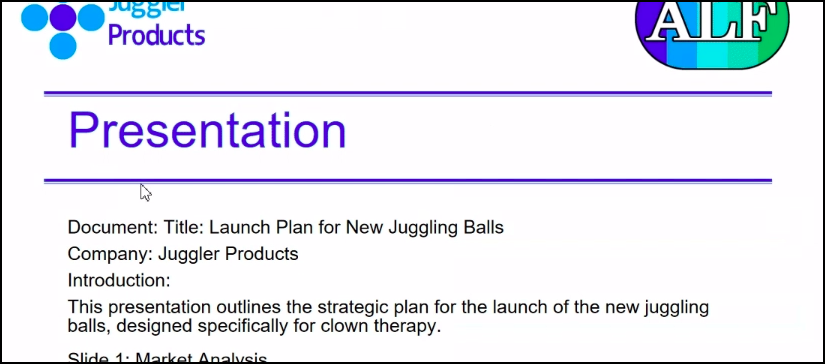 Juggler
Products
ALF
Presentation
Document: Title: Launch Plan for New Juggling Balls
Company: Juggler Products
Introduction:
This presentation outlines the strategic plan for the launch of the new juggling
balls, designed specifically for clown therapy.
Slide 1: Market Analysis